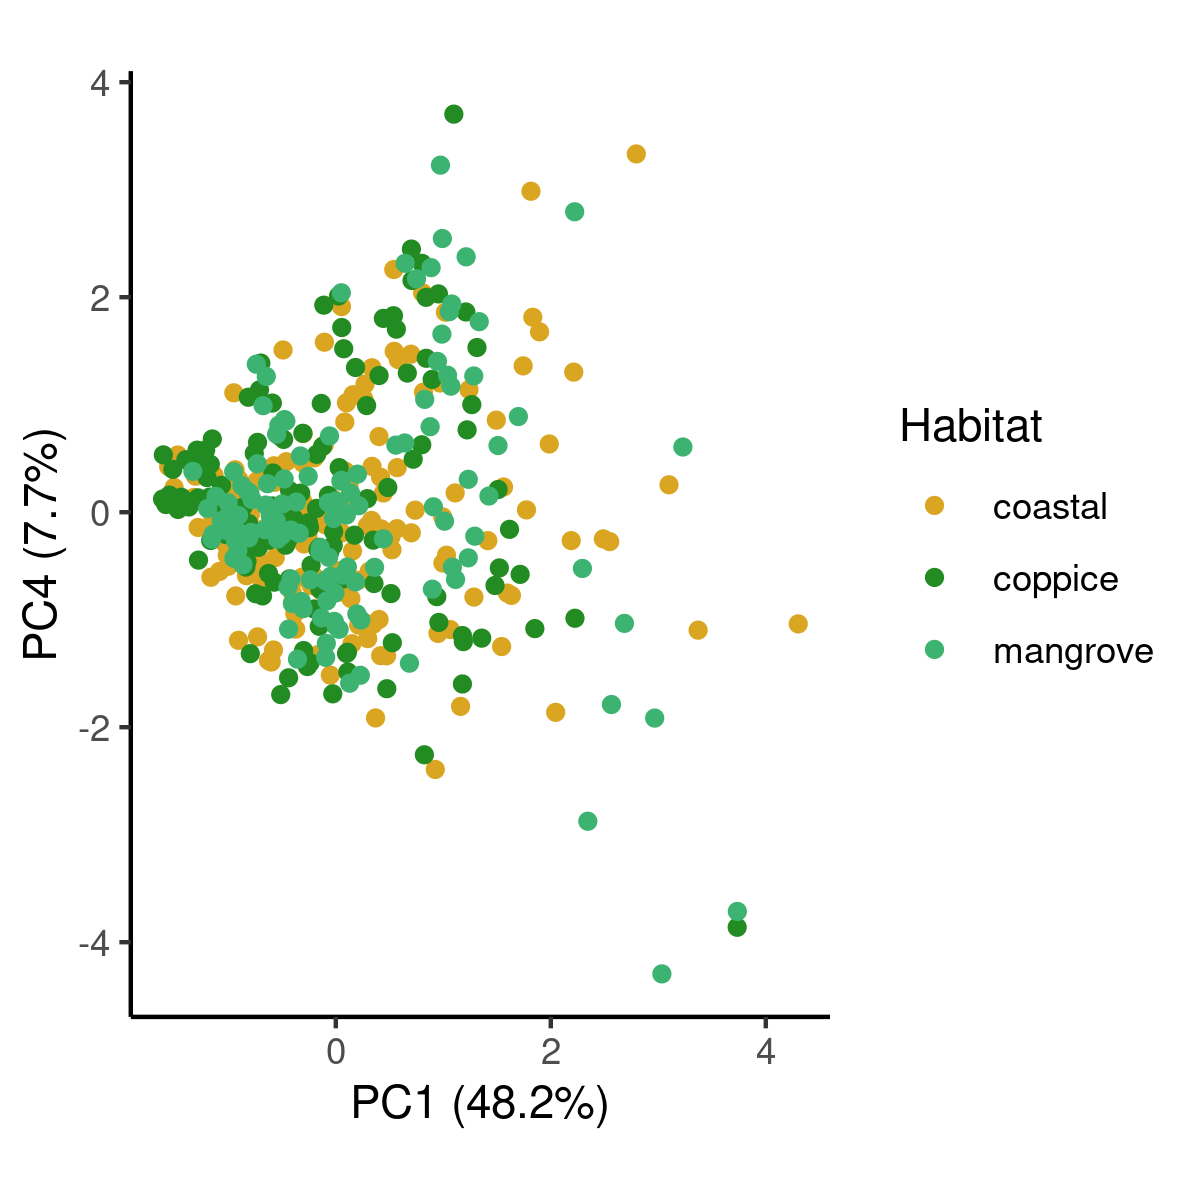 4
2
0
-2
-4
PC4 (7.7%)
0 2 4
PC1 (48.2%)
Habitat
coastal
coppice
mangrove